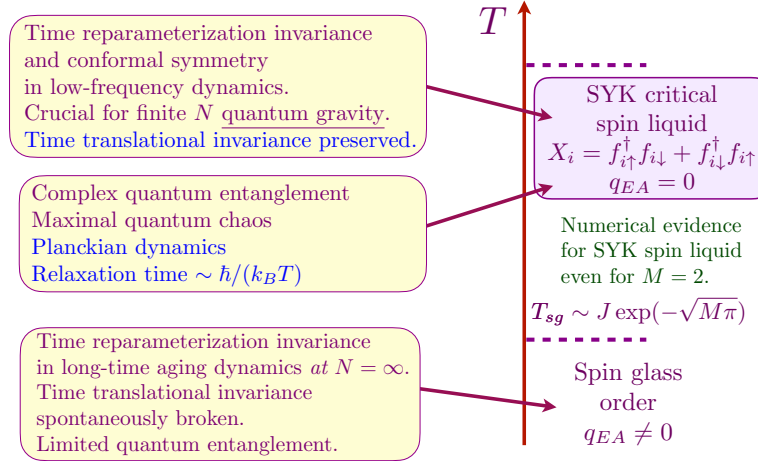 Time reparameterization invariance
and conformal symmetry
in low-frequency dynamics.
Crucial for finite N quantum gravity.
Time translational invariance preserved.
Complex quantum entanglement
Maximal quantum chaos
Planckian dynamics
Relaxation time ∼ ℏ/(k_BT)
Time reparameterization invariance
in long-time aging dynamics at N = ∞.
Time translational invariance
spontaneously broken.
Limited quantum entanglement.
T
SYK critical
spin liquid
X_i = f_{i↑}^† f_{i↓} + f_{i↓}^† f_{i↑}
q_{EA} = 0
Numerical evidence
for SYK spin liquid
even for M = 2.
T_{sg} ∼ J exp(−√{Mπ})
Spin glass
order
q_{EA} ≠ 0